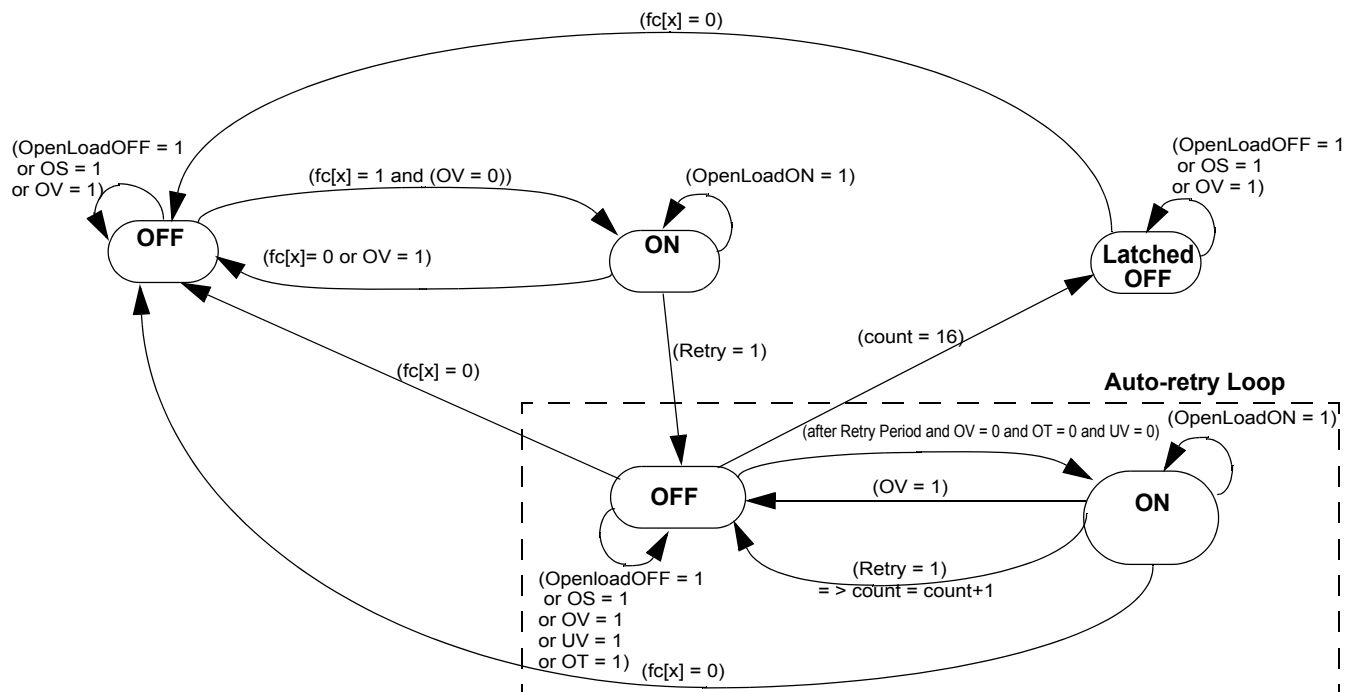 (fc[x] = 0)
(OpenLoadOFF = 1
or OS = 1
or OV = 1)
(fc[x] = 1 and (OV = 0))
(OpenLoadON = 1)
(OpenLoadOFF = 1
or OS = 1
or OV = 1)
OFF
ON
(fc[x]= 0 or OV = 1)
Latched
OFF
(Retry = 1)
(count = 16)
(fc[x] = 0)
Auto-retry Loop
(OpenLoadON = 1)
(after Retry Period and OV = 0 and OT = 0 and UV = 0)
OFF
(OV = 1)
ON
(Retry = 1)
= > count = count+1
(OpenloadOFF = 1
or OS = 1
or OV = 1
or UV = 1
or OT = 1)
(fc[x] = 0)